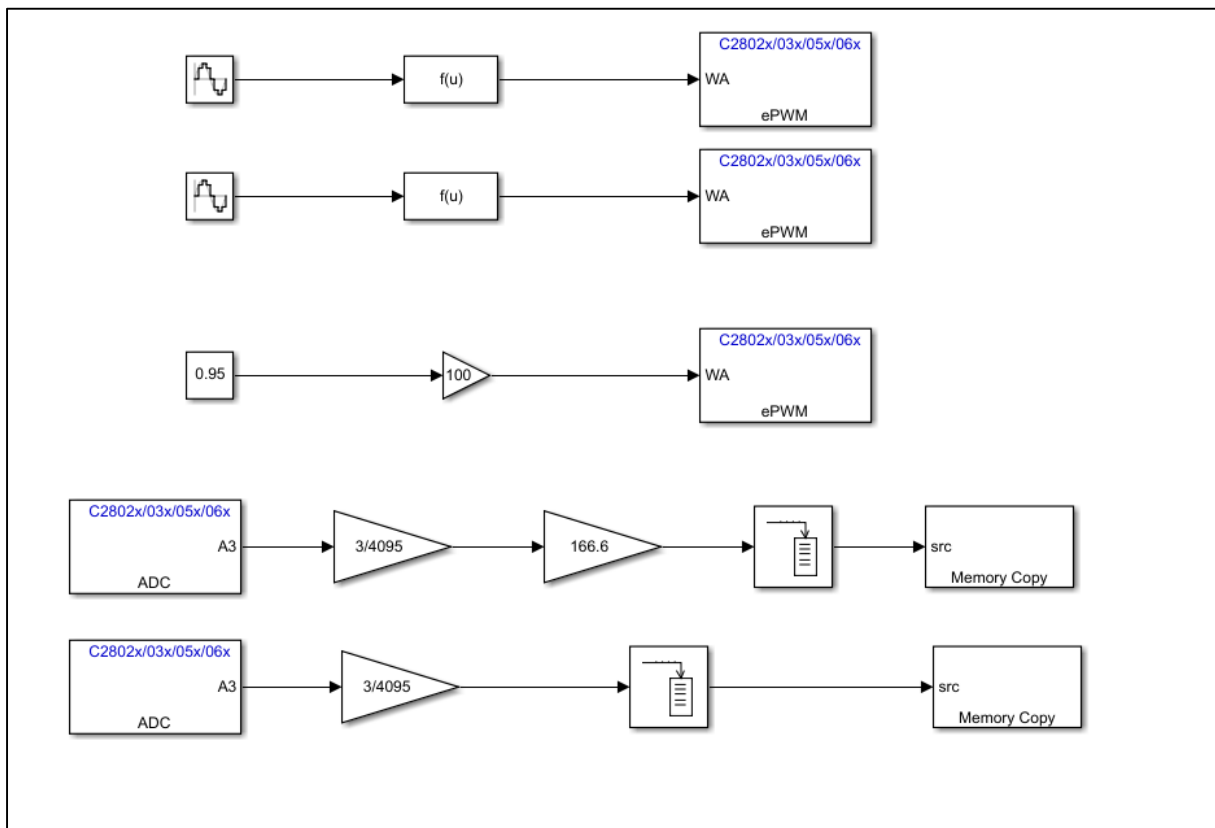 C2802x/03x/05x/06x
f(u)
WA
ePWM
C2802x/03x/05x/06x
f(u)
WA
ePWM
C2802x/03x/05x/06x
0.95
100
WA
ePWM
C2802x/03x/05x/06x
A3
3/4095
166.6
src
ADC
Memory Copy
C2802x/03x/05x/06x
A3
3/4095
src
ADC
Memory Copy